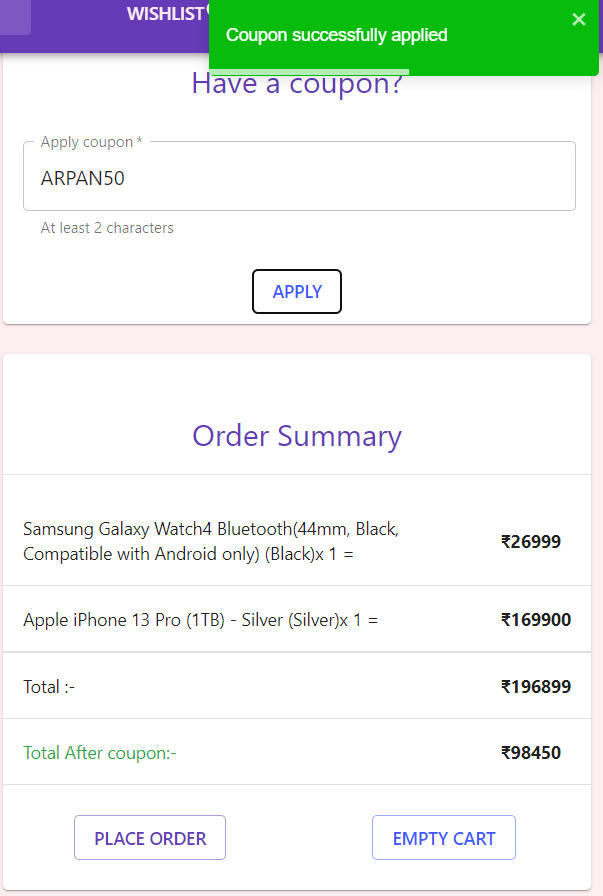 WISHLIST
Coupon successfully applied
Have a coupon?
Apply coupon *
ARPAN50
At least 2 characters
APPLY
Order Summary
Samsung Galaxy Watch4 Bluetooth(44mm, Black,
Compatible with Android only) (Black)x 1 =
₹26999
Apple iPhone 13 Pro (1TB) - Silver (Silver)x 1 = ₹169900
Total :- ₹196899
Total After coupon:- ₹98450
PLACE ORDER EMPTY CART